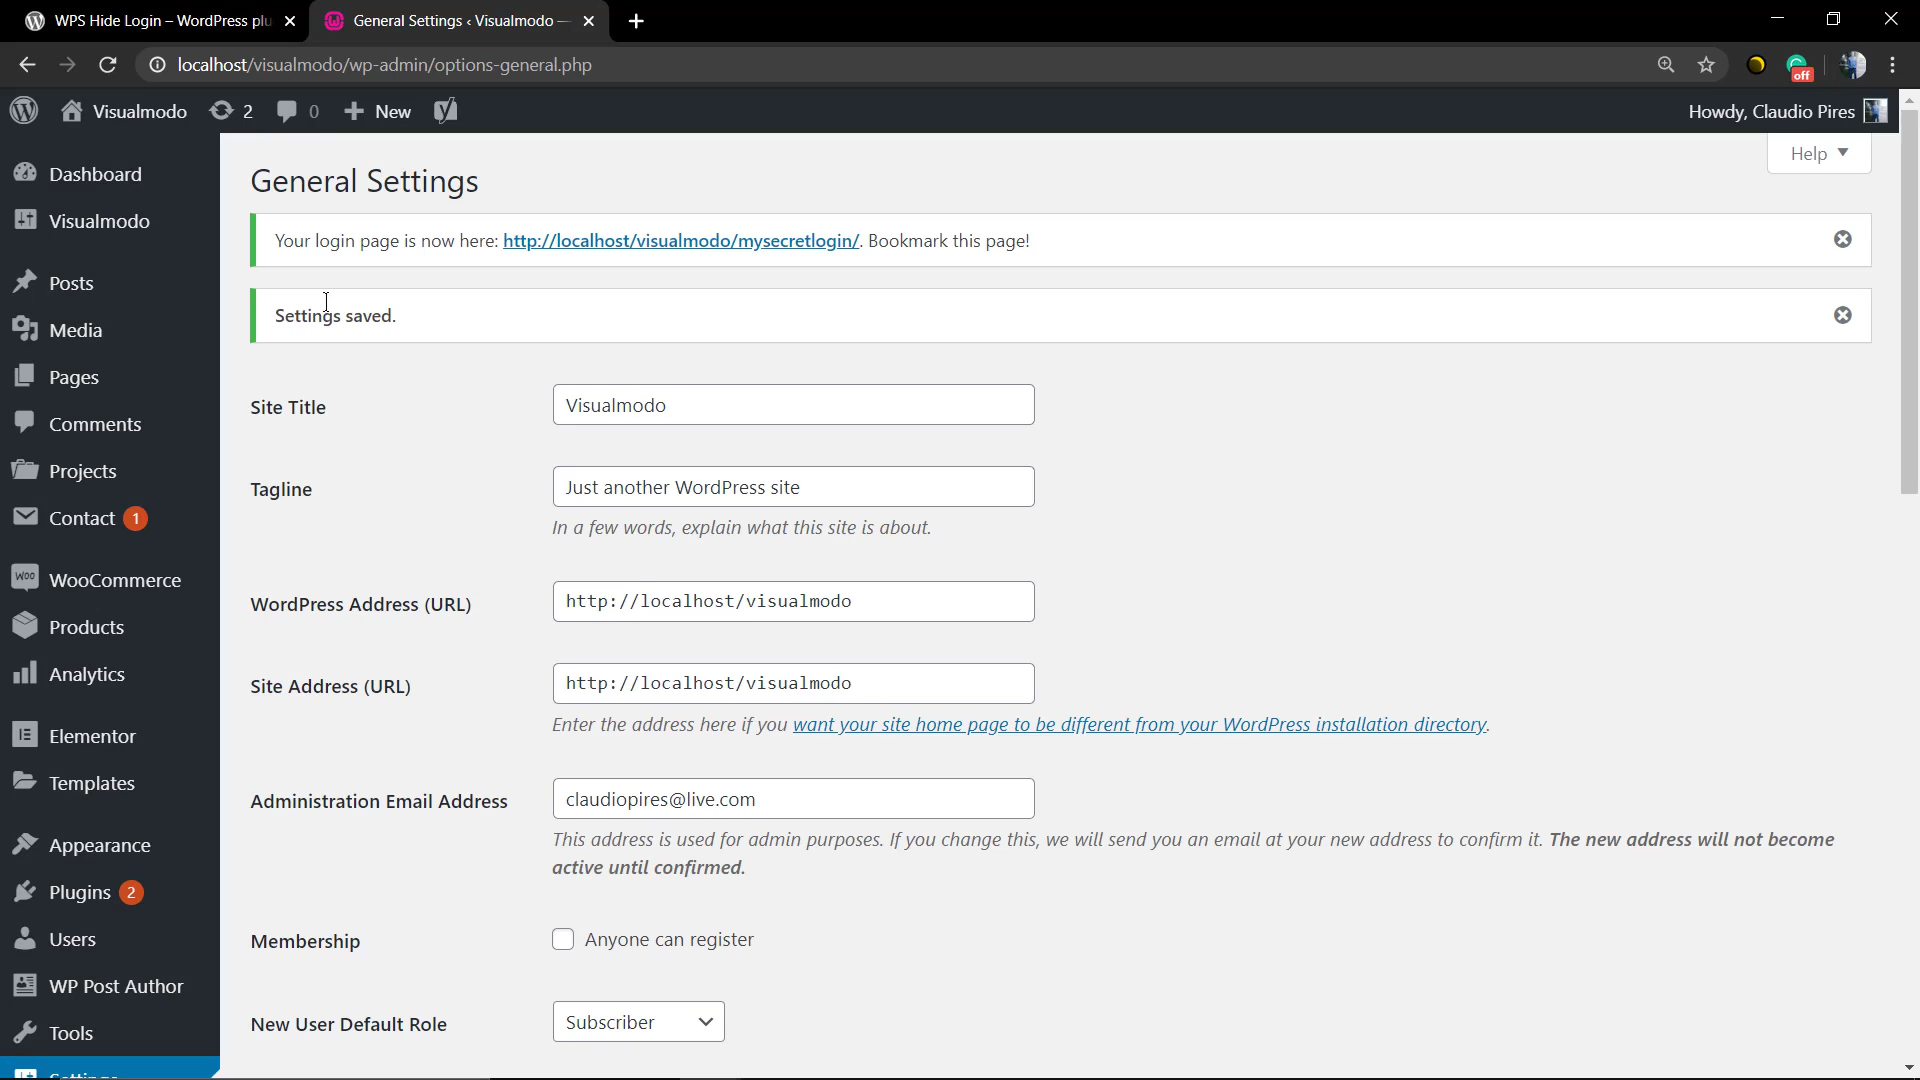 WPS Hide Login – WordPress plu
General Settings ‹ Visualmodo —
localhost/visualmodo/wp-admin/options-general.php
off
Visualmodo
2
0
New
Howdy, Claudio Pires
Help
Dashboard
Visualmodo
Posts
Media
Pages
Comments
Projects
Contact 1
Woo WooCommerce
Products
Analytics
Elementor
Templates
Appearance
Plugins 2
Users
WP Post Author
Tools
Settings
General Settings
Your login page is now here: http://localhost/visualmodo/mysecretlogin/. Bookmark this page!
Settings saved.
Site Title
Visualmodo
Tagline
Just another WordPress site
In a few words, explain what this site is about.
WordPress Address (URL)
http://localhost/visualmodo
Site Address (URL)
http://localhost/visualmodo
Enter the address here if you want your site home page to be different from your WordPress installation directory.
Administration Email Address
claudiopires@live.com
This address is used for admin purposes. If you change this, we will send you an email at your new address to confirm it. The new address will not become
active until confirmed.
Membership
Anyone can register
New User Default Role
Subscriber